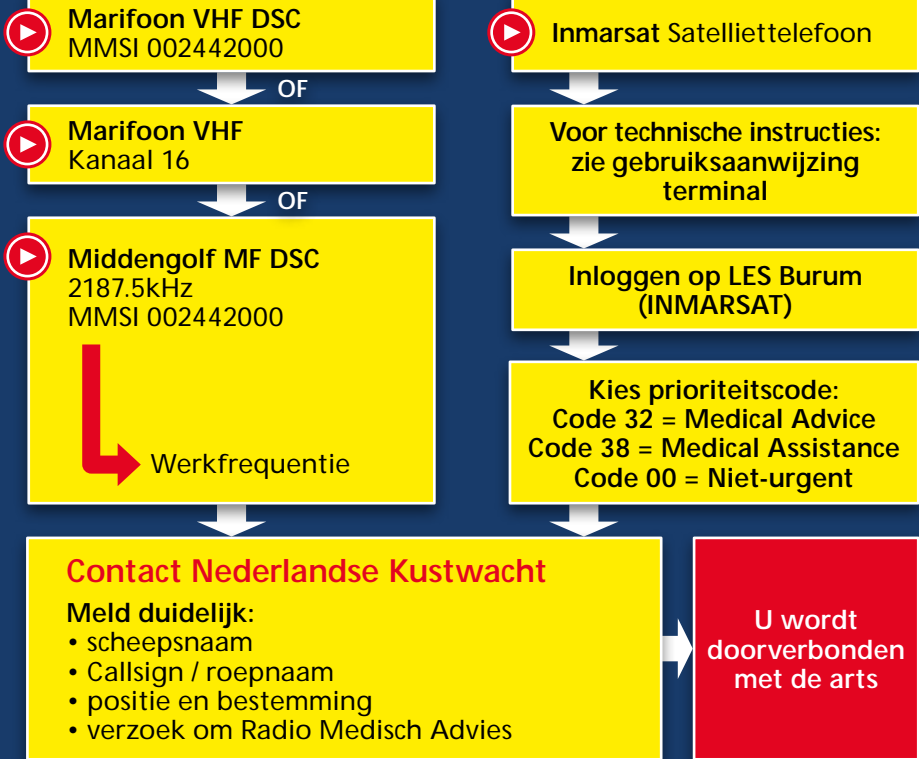 Marifoon VHF DSC
MMSI 002442000
OF
Marifoon VHF
Kanaal 16
OF
Middengolf MF DSC
2187.5kHz
MMSI 002442000
Werkfrequentie
Inmarsat Satelliettelefoon
Voor technische instructies:
zie gebruiksaanwijzing
terminal
Inloggen op LES Burum
(INMARSAT)
Kies prioriteitscode:
Code 32 = Medical Advice
Code 38 = Medical Assistance
Code 00 = Niet-urgent
Contact Nederlandse Kustwacht
Meld duidelijk:
• scheepsnaam
• Callsign / roepnaam
• positie en bestemming
• verzoek om Radio Medisch Advies
U wordt
doorverbonden
met de arts